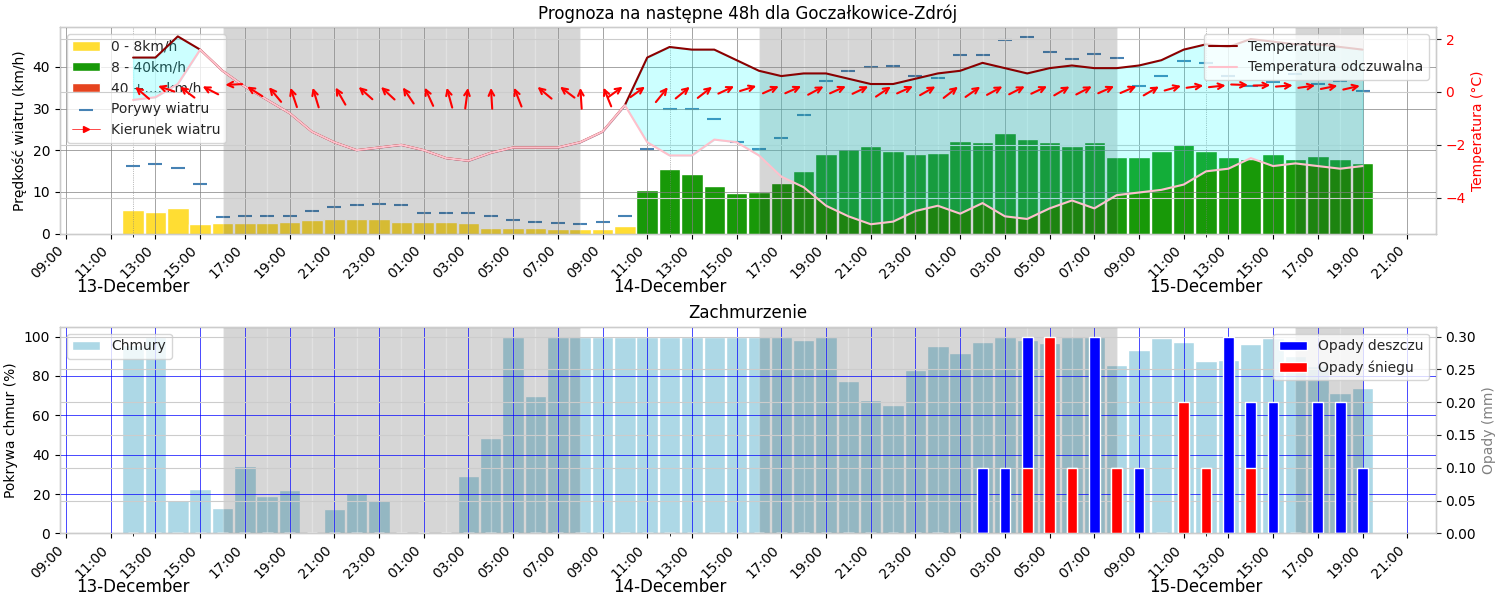 Prognoza na następne 48h dla Goczałkowice-Zdrój
Prędkość wiatru (km/h)
0 - 8km/h
8 - 40km/h
40 - ... km/h
Porywy wiatru
Kierunek wiatru
Temperatura
Temperatura odczuwalna
0
10
20
30
40
2
0
−2
−4
Temperatura (°C)
09:00 11:00 13:00 15:00 17:00 19:00 21:00 23:00 01:00 03:00 05:00 07:00 09:00 11:00 13:00 15:00 17:00 19:00 21:00 23:00 01:00 03:00 05:00 07:00 09:00 11:00 13:00 15:00 17:00 19:00 21:00
13-December 14-December 15-December
Zachmurzenie
Pokrywa chmur (%)
Chmury
Opady deszczu
Opady śniegu
100
80
60
40
20
0
0.30
0.25
0.20
0.15
0.10
0.05
0.00
Opady (mm)
09:00 11:00 13:00 15:00 17:00 19:00 21:00 23:00 01:00 03:00 05:00 07:00 09:00 11:00 13:00 15:00 17:00 19:00 21:00 23:00 01:00 03:00 05:00 07:00 09:00 11:00 13:00 15:00 17:00 19:00 21:00
13-December 14-December 15-December